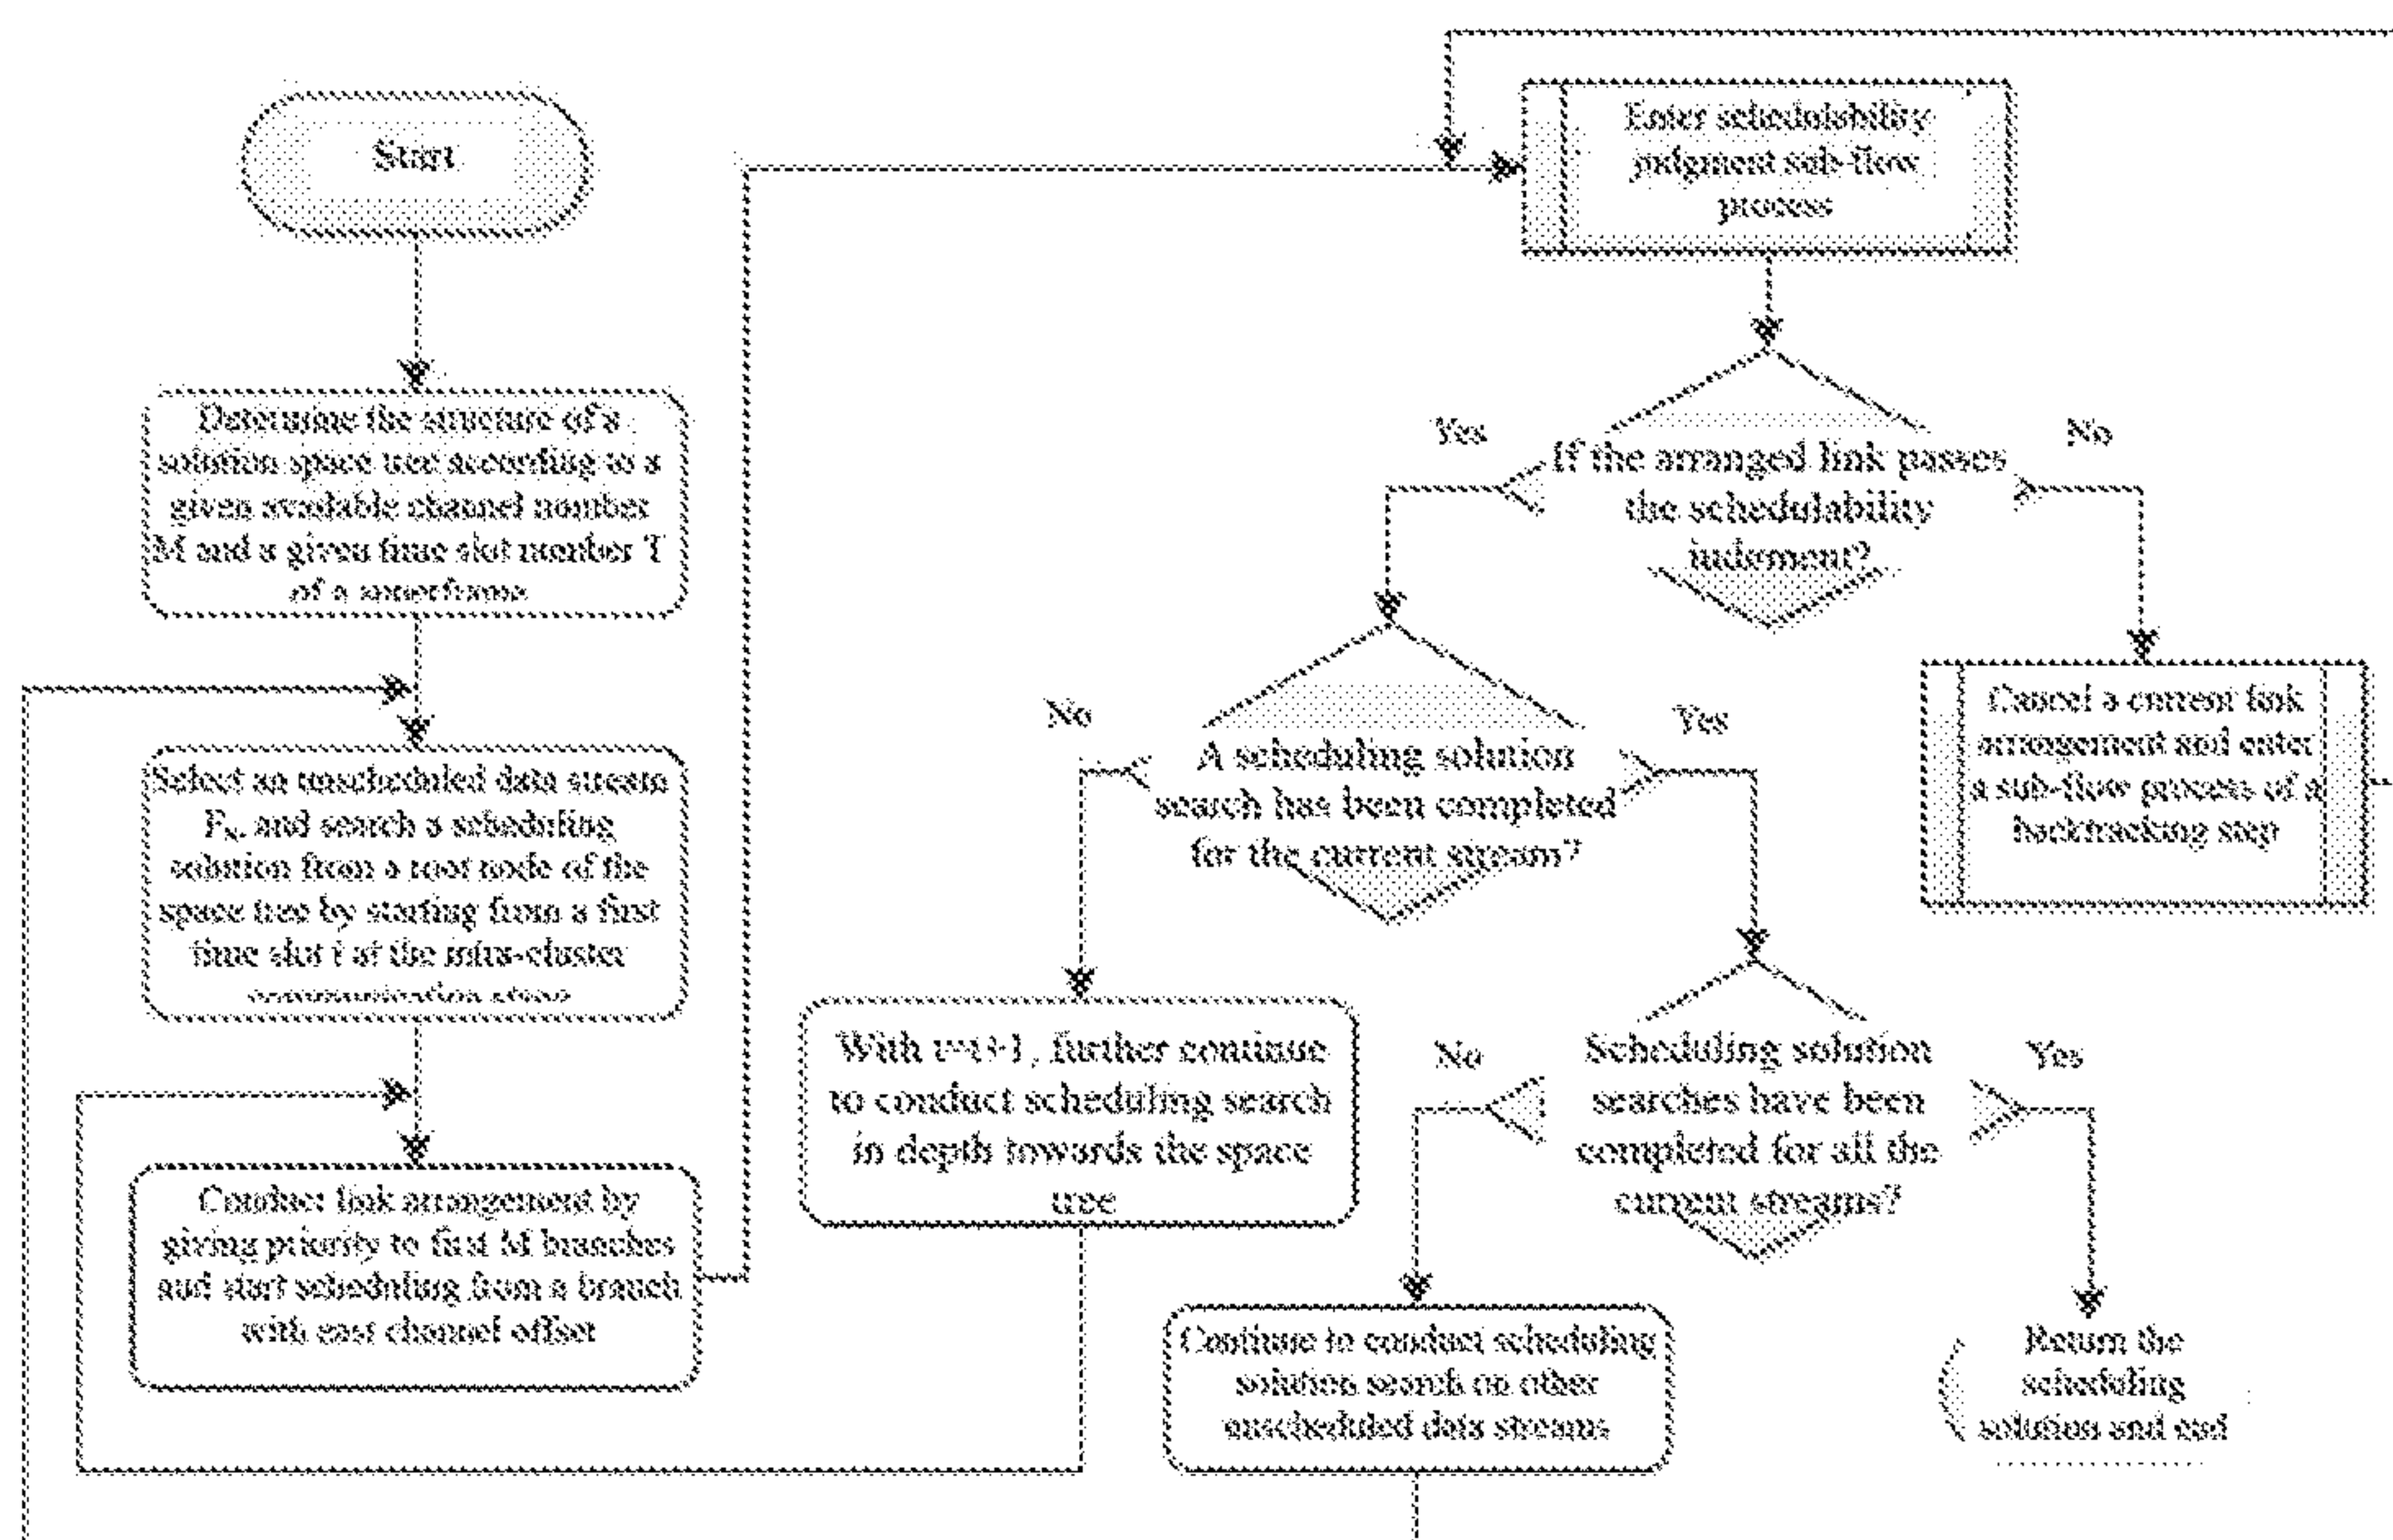 Start
Determine the structure of a
solution space tree according to a
given available channel number
M and a given time slot number T
of a superframe
Select an unscheduled data stream
and search a scheduling
solution from a root node of the
space tree by starting from a first
time slot t at the intra-cluster
communication stage
Conduct link arrangement by
giving priority to first M branches
and start scheduling from a branch
with east channel offset
Enter schedulability
judgment sub-flow
process
If the arranged link passes
the schedulability
judgment?
Yes
No
A scheduling solution
search has been completed
for the current stream?
No
Yes
Cancel a current link
arrangement and enter
a sub-flow process of a
backtracking step
With t=t+1, further continue
to conduct scheduling search
in depth towards the space
tree
Scheduling solution
searches have been
completed for all the
current streams?
No
Yes
Continue to conduct scheduling
solution search on other
unscheduled data streams
Return the
scheduling
solution and end